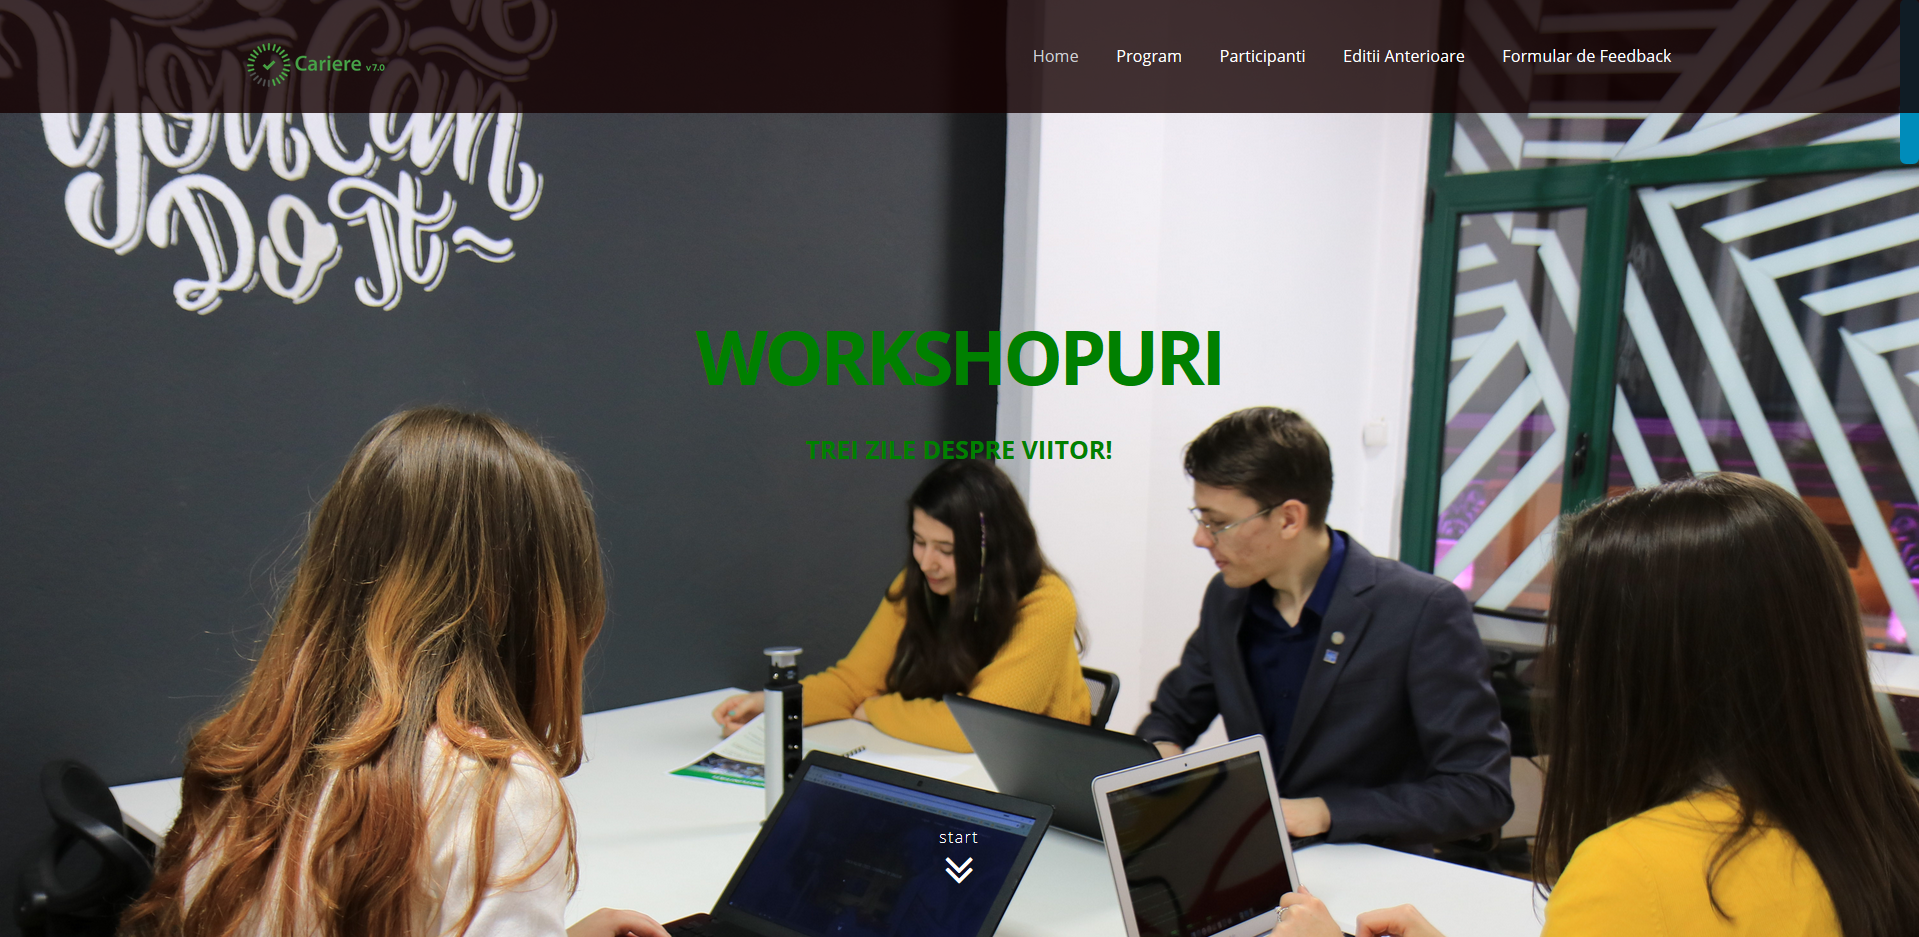 Cariere v7.0
Home Program Participanti Editii Anterioare Formular de Feedback
You Can
Do It
WORKSHOPURI
TREI ZILE DESPRE VIITOR!
start